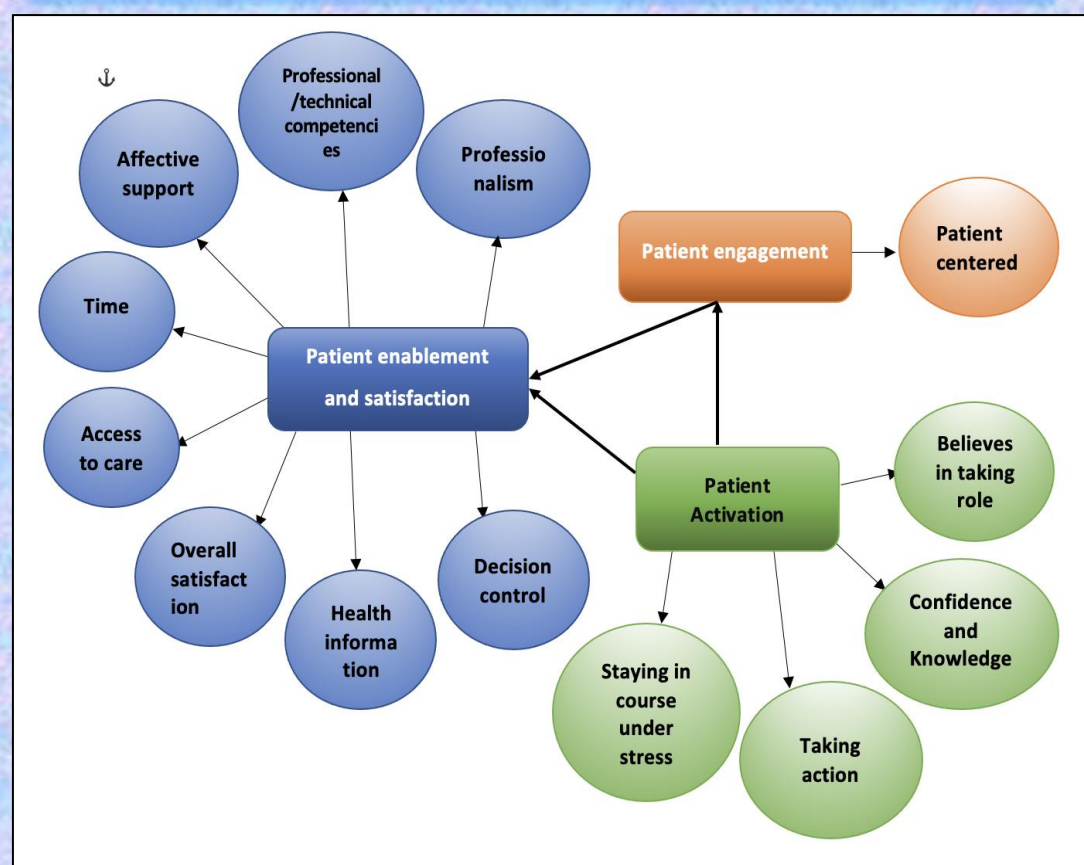 Professional
/technical
competenci
es
Affective
support
Professio
nalism
Patient engagement
Patient
centered
Time
Patient enablement
and satisfaction
Access
to care
Believes
in taking
role
Patient
Activation
Overall
satisfact
ion
Decision
control
Health
informa
tion
Confidence
and
Knowledge
Staying in
course
under
stress
Taking
action